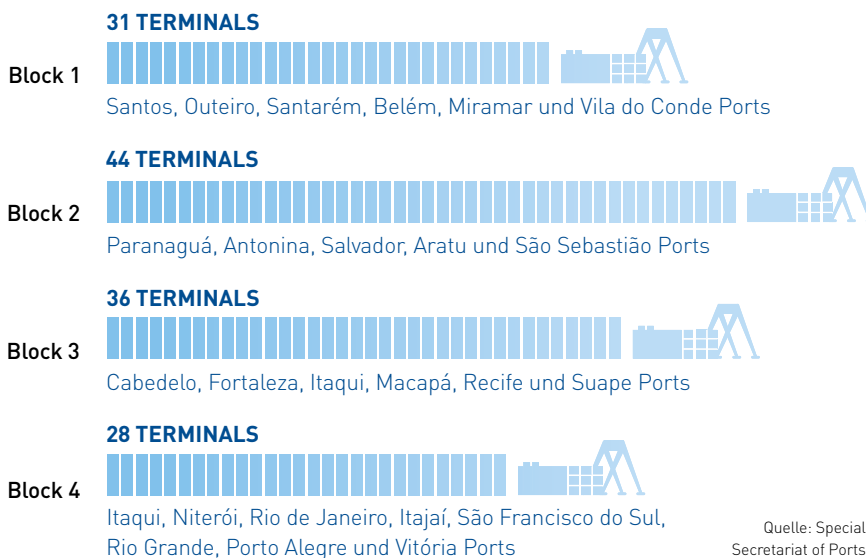 31 TERMINALS
Block 1
Santos, Outeiro, Santarém, Belém, Miramar und Vila do Conde Ports
44 TERMINALS
Block 2
Paranaguá, Antonina, Salvador, Aratu und São Sebastião Ports
36 TERMINALS
Block 3
Cabedelo, Fortaleza, Itaqui, Macapá, Recife und Suape Ports
28 TERMINALS
Block 4
Itaqui, Niterói, Rio de Janeiro, Itajaí, São Francisco do Sul,
Rio Grande, Porto Alegre und Vitória Ports
Quelle: Special
Secretariat of Ports